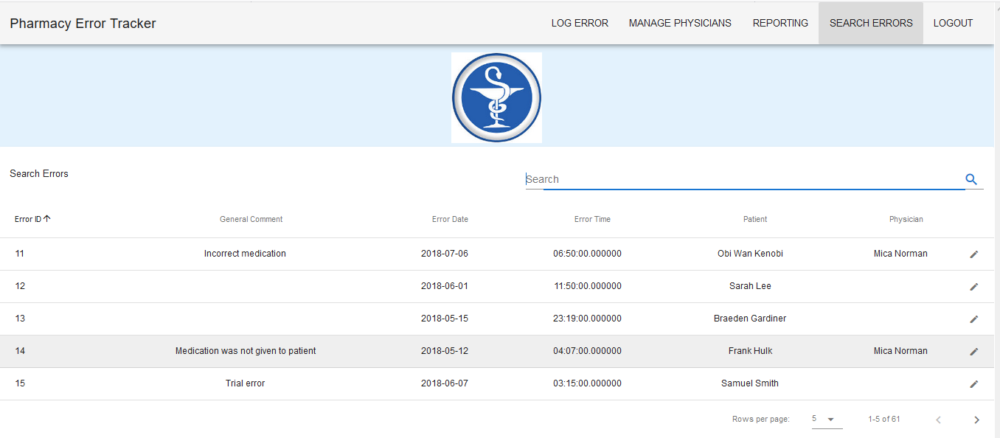 Pharmacy Error Tracker LOG ERROR MANAGE PHYSICIANS REPORTING SEARCH ERRORS LOGOUT
Search Errors Search
Error ID General Comment Error Date Error Time Patient Physician
11 Incorrect medication 2018-07-06 06:50:00.000000 Obi Wan Kenobi Mica Norman
12 2018-06-01 11:50:00.000000 Sarah Lee
13 2018-05-15 23:19:00.000000 Braeden Gardiner
14 Medication was not given to patient 2018-05-12 04:07:00.000000 Frank Hulk Mica Norman
15 Trial error 2018-06-07 03:15:00.000000 Samuel Smith
Rows per page: 5 1-5 of 61